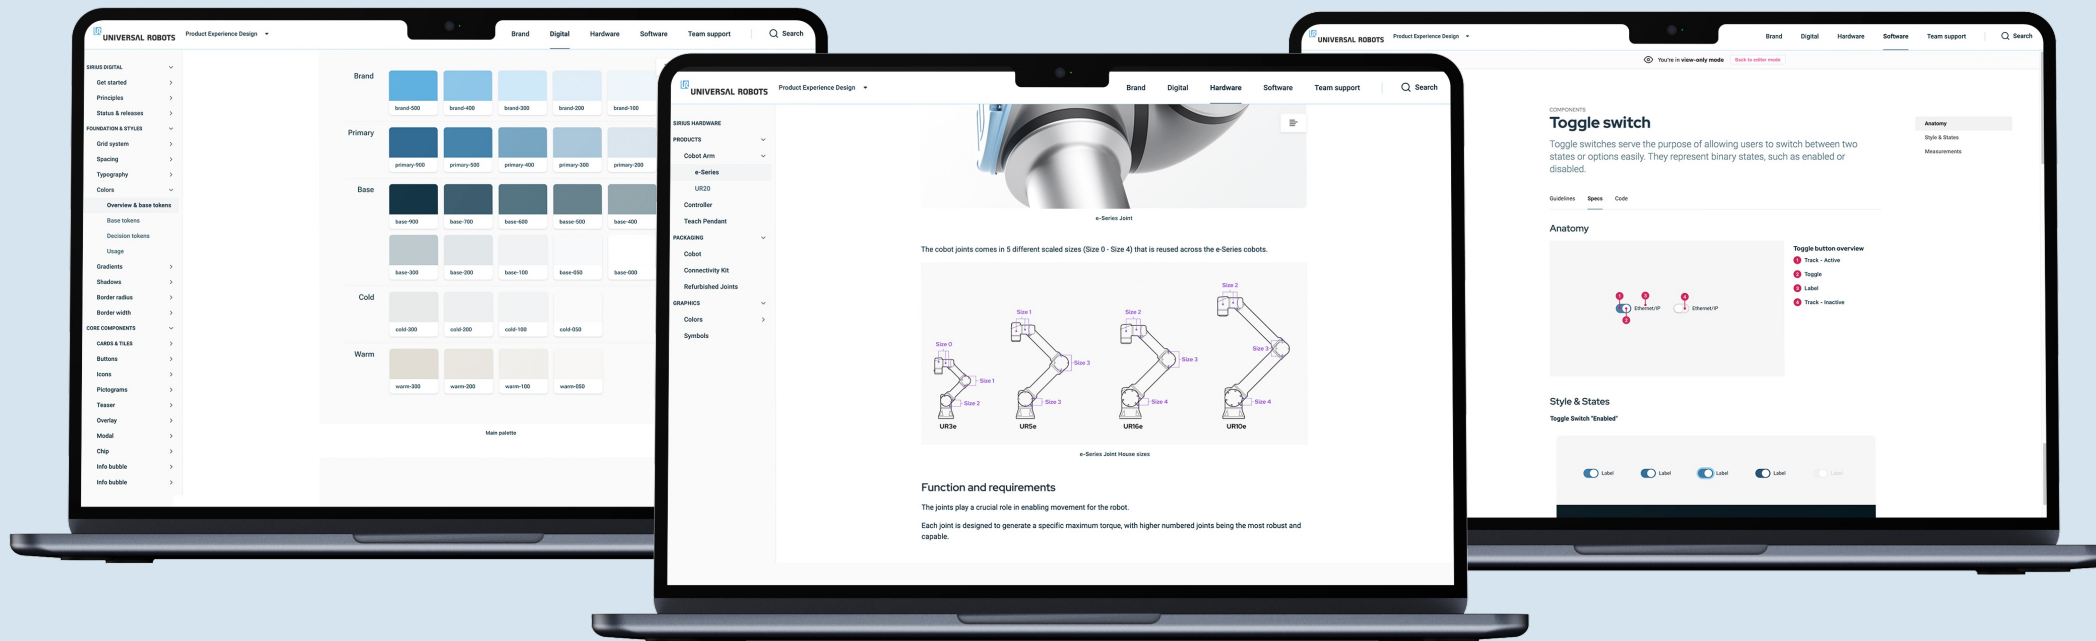 UNIVERSAL ROBOTS
Product Experience Design
Brand Digital Hardware Software Team support Search
SIRIUS DIGITAL
Get started
Principles
Status & releases
FOUNDATION & STYLES
Grid system
Spacing
Typography
Colors
Overview & base tokens
Base tokens
Decision tokens
Usage
Gradients
Shadows
Border radius
Border width
CORE COMPONENTS
CARDS & TILES
Buttons
Icons
Pictograms
Teaser
Overlay
Modal
Chip
Info bubble
Info bubble
Brand
brand-500 brand-400 brand-300 brand-200 brand-100
Primary
primary-900 primary-500 primary-400 primary-300 primary-200
Base
base-900 base-700 base-600 basse-500 base-400
base-300 base-200 base-100 base-050 base-000
Cold
cold-300 cold-200 cold-100 cold-050
Warm
warm-300 warm-200 warm-100 warm-050
Main palette
UNIVERSAL ROBOTS
Product Experience Design
Brand Digital Hardware Software Team support Search
SIRIUS HARDWARE
PRODUCTS
Cobot Arm
e-Series
UR20
Controller
Teach Pendant
PACKAGING
Cobot
Connectivity Kit
Refurbished Joints
GRAPHICS
Colors
Symbols
e-Series Joint
The cobot joints comes in 5 different scaled sizes (Size 0 - Size 4) that is reused across the e-Series cobots.
Size 0
Size 1
Size 2
UR3e
Size 1
Size 3
Size 3
UR5e
Size 2
Size 3
Size 4
UR16e
Size 2
Size 3
Size 4
UR10e
e-Series Joint House sizes
Function and requirements
The joints play a crucial role in enabling movement for the robot.
Each joint is designed to generate a specific maximum torque, with higher numbered joints being the most robust and
capable.
UNIVERSAL ROBOTS
Product Experience Design
Brand Digital Hardware Software Team support Search
You're in view-only mode Back to editor mode
COMPONENTS
Toggle switch
Toggle switches serve the purpose of allowing users to switch between two
states or options easily. They represent binary states, such as enabled or
disabled.
Guidelines Specs Code
Anatomy
Style & States
Measurements
Anatomy
1 3 4
Ethernet/IP Ethernet/IP
2
Toggle button overview
1 Track - Active
2 Toggle
3 Label
4 Track - Inactive
Style & States
Toggle Switch "Enabled"
Label Label Label Label Label